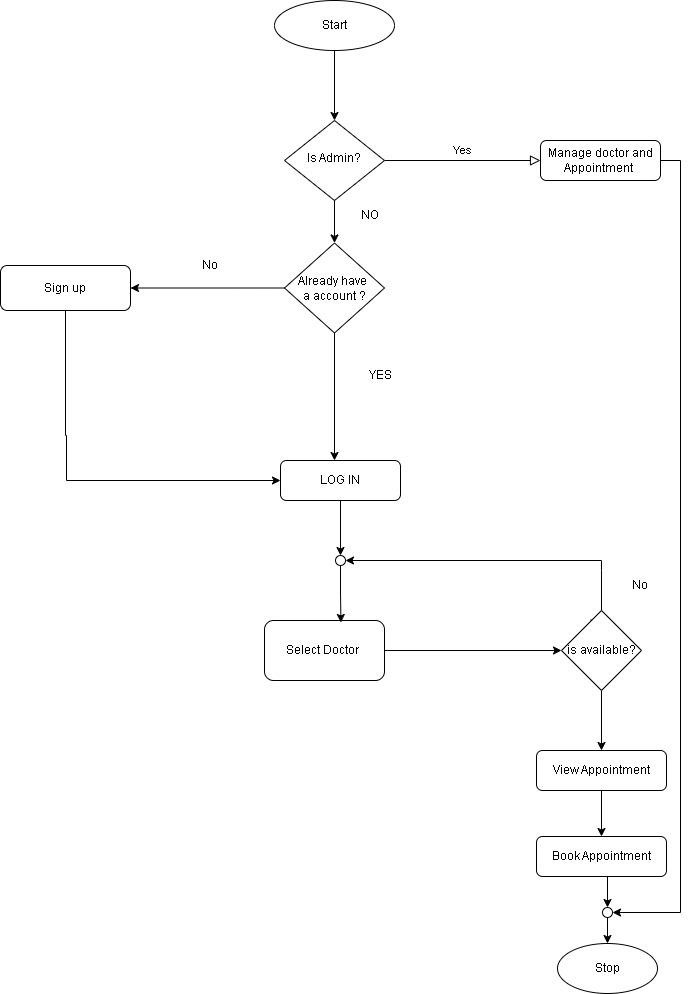 Start
Is Admin?
Yes
Manage doctor and
Appointment
NO
Already have
a account ?
No
Sign up
YES
LOG IN
No
Select Doctor
is available?
View Appointment
Book Appointment
Stop